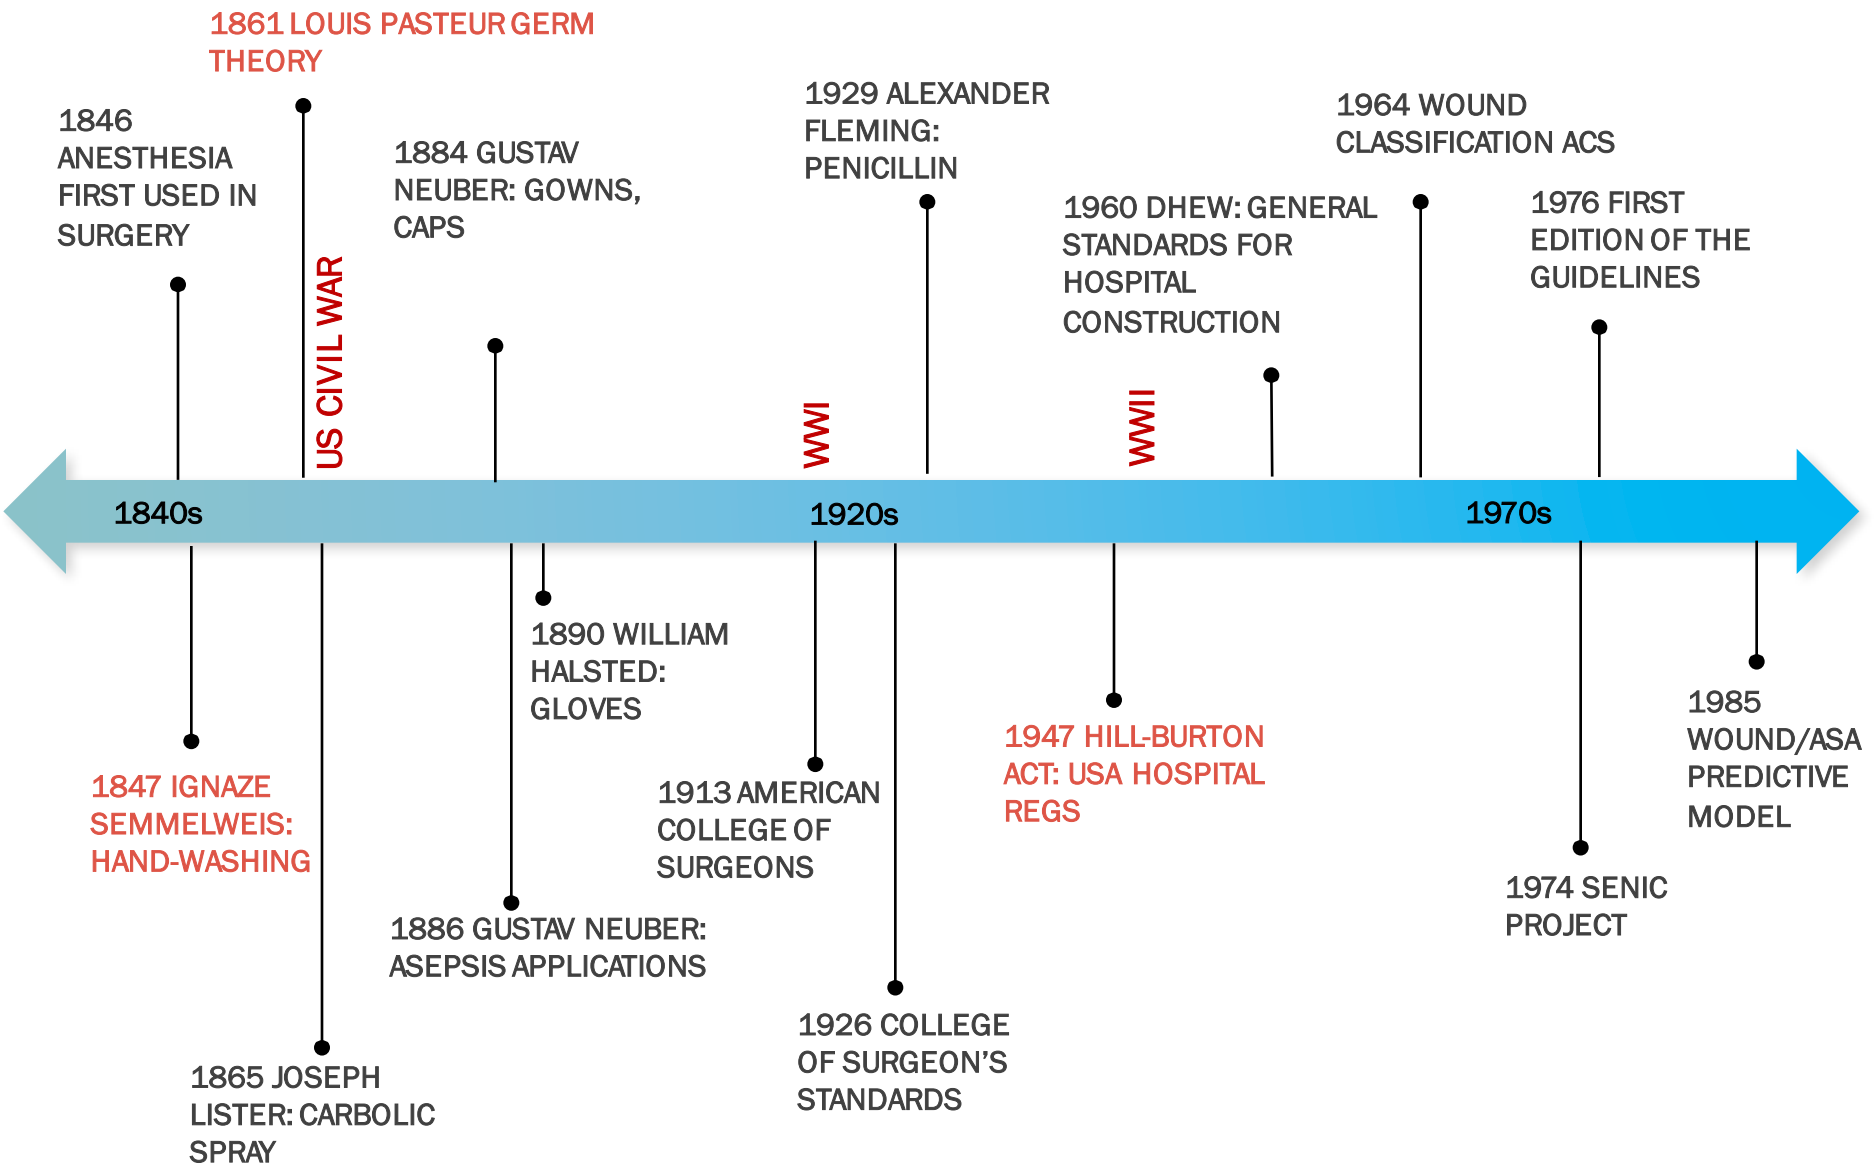 1861 LOUIS PASTEUR GERM
THEORY
1846
ANESTHESIA
FIRST USED IN
SURGERY
1884 GUSTAV
NEUBER: GOWNS,
CAPS
1929 ALEXANDER
FLEMING:
PENICILLIN
1960 DHEW: GENERAL
STANDARDS FOR
HOSPITAL
CONSTRUCTION
1964 WOUND
CLASSIFICATION ACS
1976 FIRST
EDITION OF THE
GUIDELINES
US CIVIL WAR
WWI
WWII
1840s
1920s
1970s
1847 IGNAZE
SEMMELWEIS:
HAND-WASHING
1865 JOSEPH
LISTER: CARBOLIC
SPRAY
1886 GUSTAV NEUBER:
ASEPSIS APPLICATIONS
1890 WILLIAM
HALSTED:
GLOVES
1913 AMERICAN
COLLEGE OF
SURGEONS
1926 COLLEGE
OF SURGEON’S
STANDARDS
1947 HILL-BURTON
ACT: USA HOSPITAL
REGS
1974 SENIC
PROJECT
1985
WOUND/ASA
PREDICTIVE
MODEL